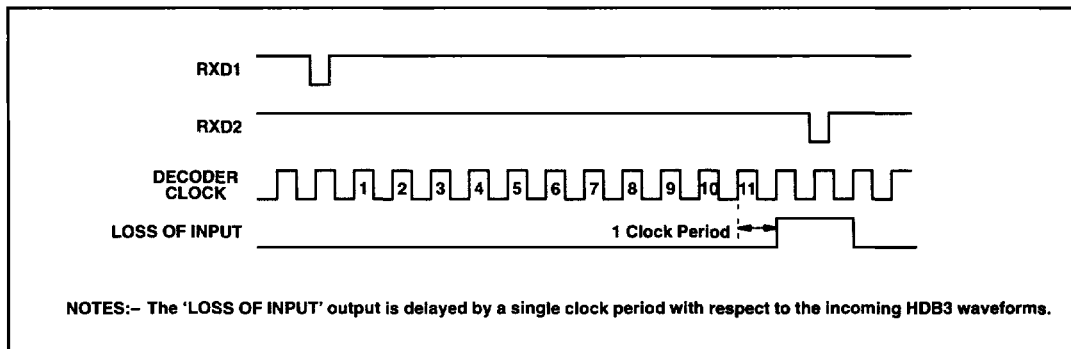 RXD1
RXD2
DECODER
CLOCK
1 2 3 4 5 6 7 8 9 10 11
LOSS OF INPUT
1 Clock Period
NOTES:– The ‘LOSS OF INPUT’ output is delayed by a single clock period with respect to the incoming HDB3 waveforms.